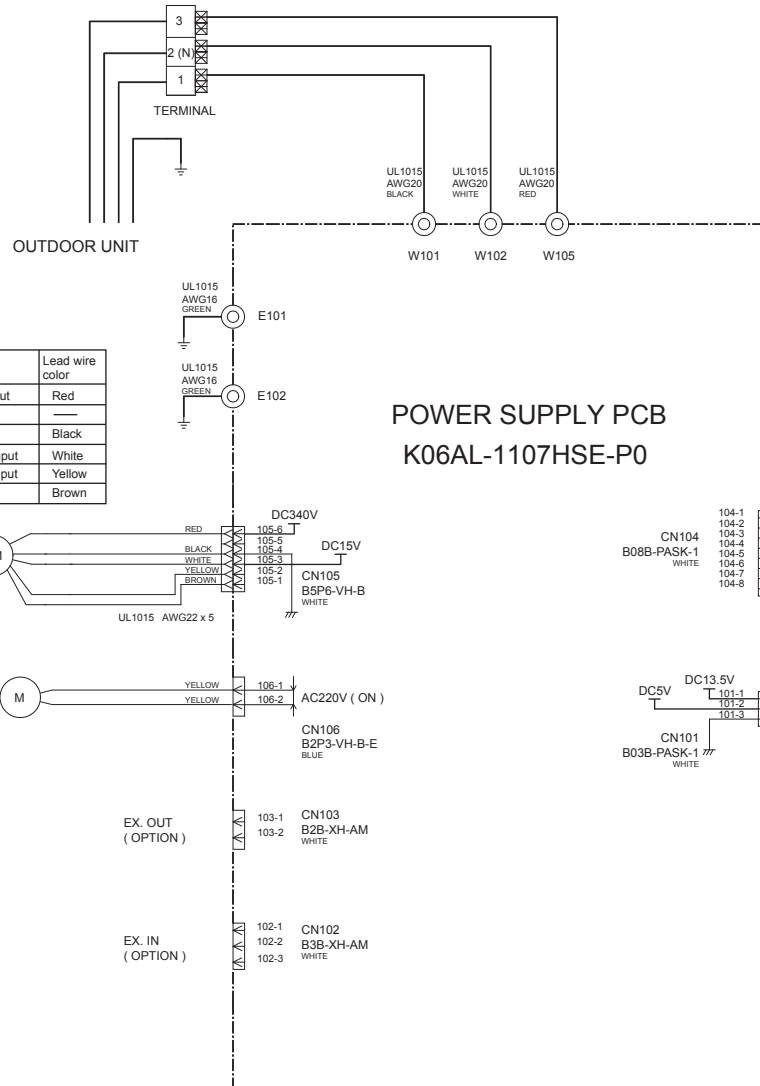 3
2 (N)
1
TERMINAL
OUTDOOR UNIT
UL1015
AWG20
BLACK
UL1015
AWG20
WHITE
UL1015
AWG20
RED
W101
W102
W105
UL1015
AWG16
GREEN
E101
UL1015
AWG16
GREEN
E102
Lead wire
color
Red
Black
White
Yellow
Brown
POWER SUPPLY PCB
K06AL-1107HSE-P0
DC340V
DC15V
RED
BLACK
WHITE
YELLOW
BROWN
105-6
105-5
105-4
105-3
105-2
105-1
CN105
B5P6-VH-B
WHITE
UL1015 AWG22 x 5
M
YELLOW
YELLOW
106-1
106-2
AC220V ( ON )
CN106
B2P3-VH-B-E
BLUE
EX. OUT
( OPTION )
103-1
103-2
CN103
B2B-XH-AM
WHITE
EX. IN
( OPTION )
102-1
102-2
102-3
CN102
B3B-XH-AM
WHITE
CN104
B08B-PASK-1
WHITE
104-1
104-2
104-3
104-4
104-5
104-6
104-7
104-8
DC5V
DC13.5V
101-1
101-2
101-3
CN101
B03B-PASK-1
WHITE